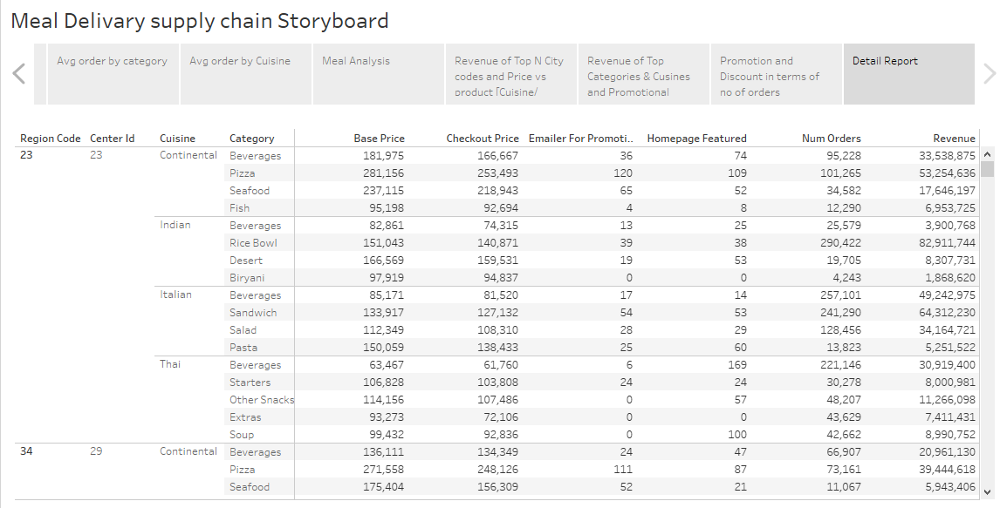 Meal Delivary supply chain Storyboard
Avg order by category
Avg order by Cuisine
Meal Analysis
Revenue of Top N City
codes and Price vs
product [Cuisine/
Revenue of Top
Categories & Cusines
and Promotional
Promotion and
Discount in terms of
no of orders
Detail Report
Region Code Center Id Cuisine Category Base Price Checkout Price Emailer For Promoti.. Homepage Featured Num Orders Revenue
23 23 Continental Beverages 181,975 166,667 36 74 95,228 33,538,875
Pizza 281,156 253,493 120 109 101,265 53,254,636
Seafood 237,115 218,943 65 52 34,582 17,646,197
Fish 95,198 92,694 4 8 12,290 6,953,725
Indian Beverages 82,861 74,315 13 25 25,579 3,900,768
Rice Bowl 151,043 140,871 39 38 290,422 82,911,744
Desert 166,569 159,531 19 53 19,705 8,307,731
Biryani 97,919 94,837 0 0 4,243 1,868,620
Italian Beverages 85,171 81,520 17 14 257,101 49,242,975
Sandwich 133,917 127,132 54 53 241,290 64,312,230
Salad 112,349 108,310 28 29 128,456 34,164,721
Pasta 150,059 138,433 25 60 13,823 5,251,522
Thai Beverages 63,467 61,760 6 169 221,146 30,919,400
Starters 106,828 103,808 24 24 30,278 8,000,981
Other Snacks 114,156 107,486 0 57 48,207 11,266,098
Extras 93,273 72,106 0 0 43,629 7,411,431
Soup 99,432 92,836 0 100 42,662 8,990,752
34 29 Continental Beverages 136,111 134,349 24 47 66,907 20,961,130
Pizza 271,558 248,126 111 87 73,161 39,444,618
Seafood 175,404 156,309 52 21 11,067 5,943,406